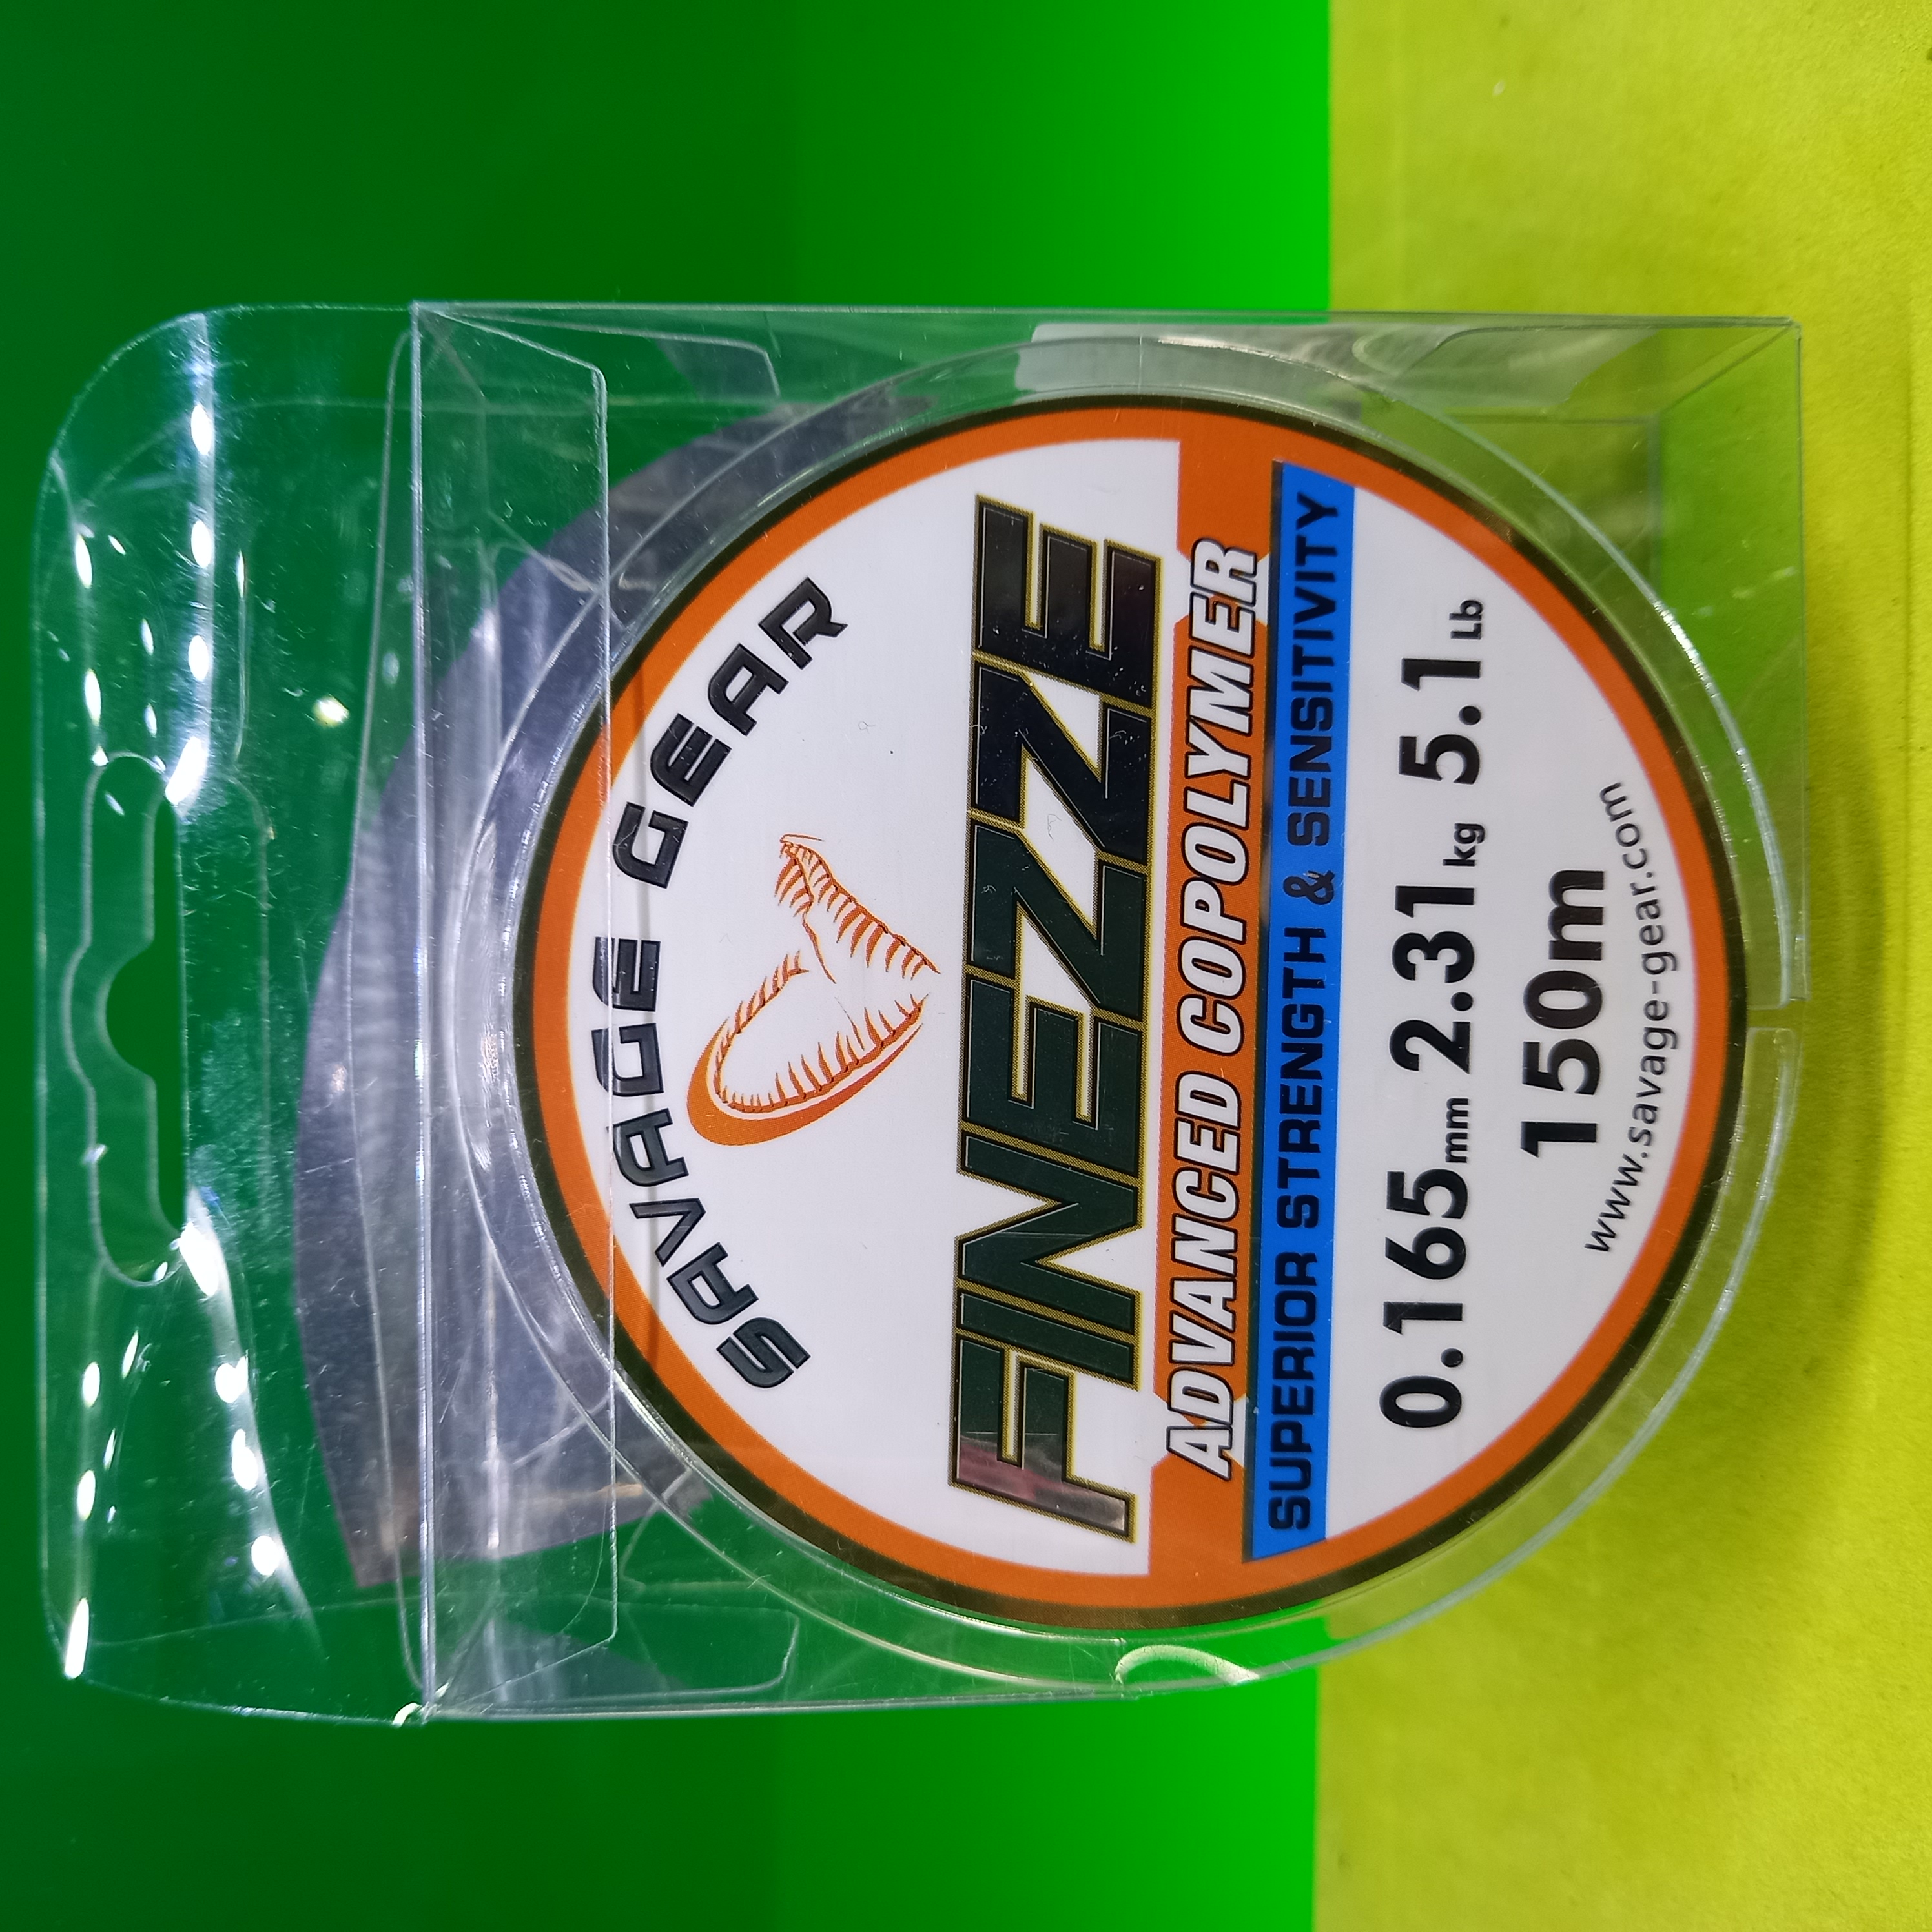 SAVAGE GEAR
FINEZZE
ADVANCED COPOLYMER
SUPERIOR STRENGTH & SENSITIVITY
0.165mm 2.31kg 5.1Lb
150m
www.savage-gear.com